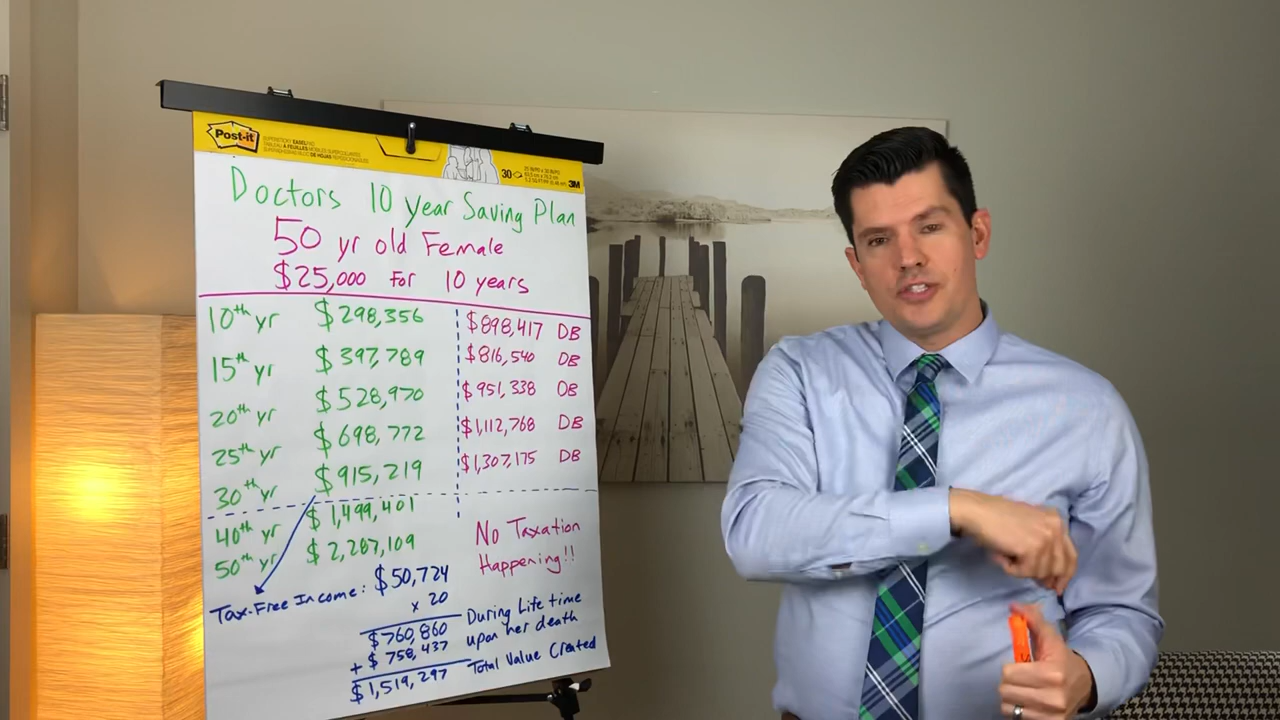 Post-it
30
3M
Doctors 10 year Saving Plan
50 yr old Female
$25,000 For 10 years
10th yr $298,356 $898,417 DB
15th yr $397,789 $816,540 DB
20th yr $528,970 $951,338 DB
25th yr $698,772 $1,112,768 DB
30th yr $915,219 $1,307,175 DB
40th yr $1,499,401
50th yr $2,287,109
No Taxation
Happening!!
Tax-Free Income: $50,724
x 20
$760,860 During Life time
+ $758,437 upon her death
$1,519,297 Total Value Created